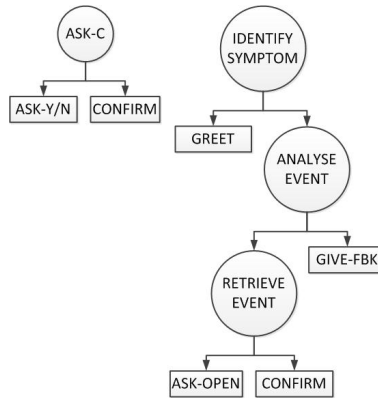 ASK-C
ASK-Y/N
CONFIRM
IDENTIFY
SYMPTOM
GREET
ANALYSE
EVENT
GIVE-FBK
RETRIEVE
EVENT
ASK-OPEN
CONFIRM